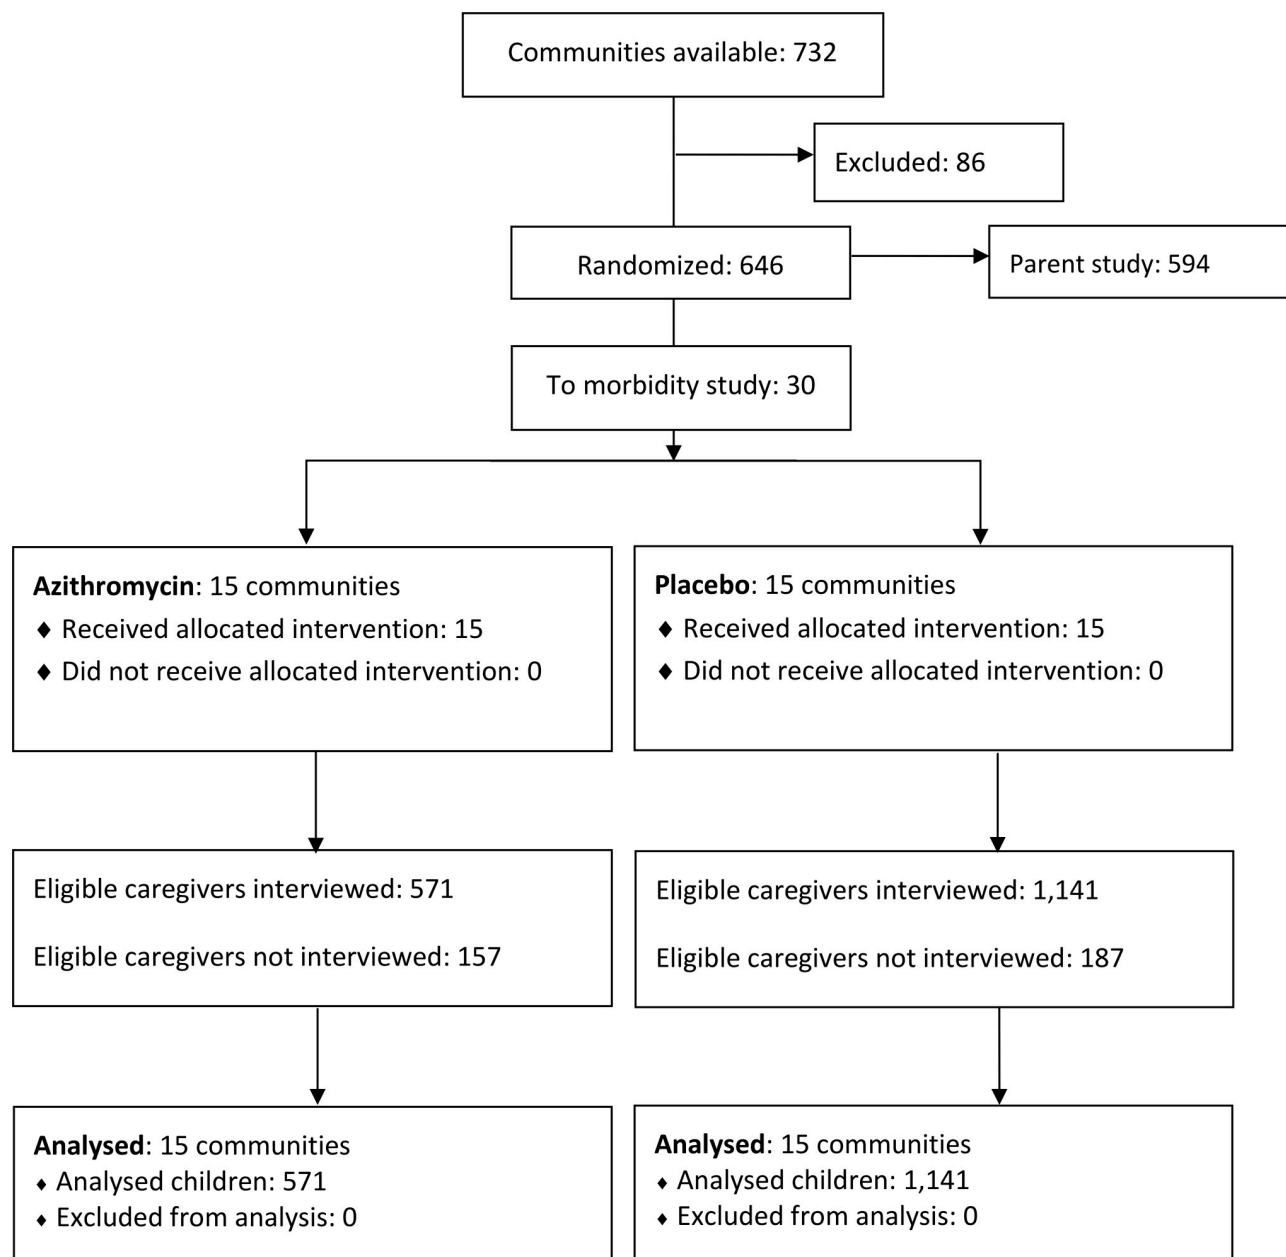 Communities available: 732
Excluded: 86
Randomized: 646
Parent study: 594
To morbidity study: 30
Azithromycin: 15 communities
♦ Received allocated intervention: 15
♦ Did not receive allocated intervention: 0
Placebo: 15 communities
♦ Received allocated intervention: 15
♦ Did not receive allocated intervention: 0
Eligible caregivers interviewed: 571
Eligible caregivers not interviewed: 157
Eligible caregivers interviewed: 1,141
Eligible caregivers not interviewed: 187
Analysed: 15 communities
♦ Analysed children: 571
♦ Excluded from analysis: 0
Analysed: 15 communities
♦ Analysed children: 1,141
♦ Excluded from analysis: 0